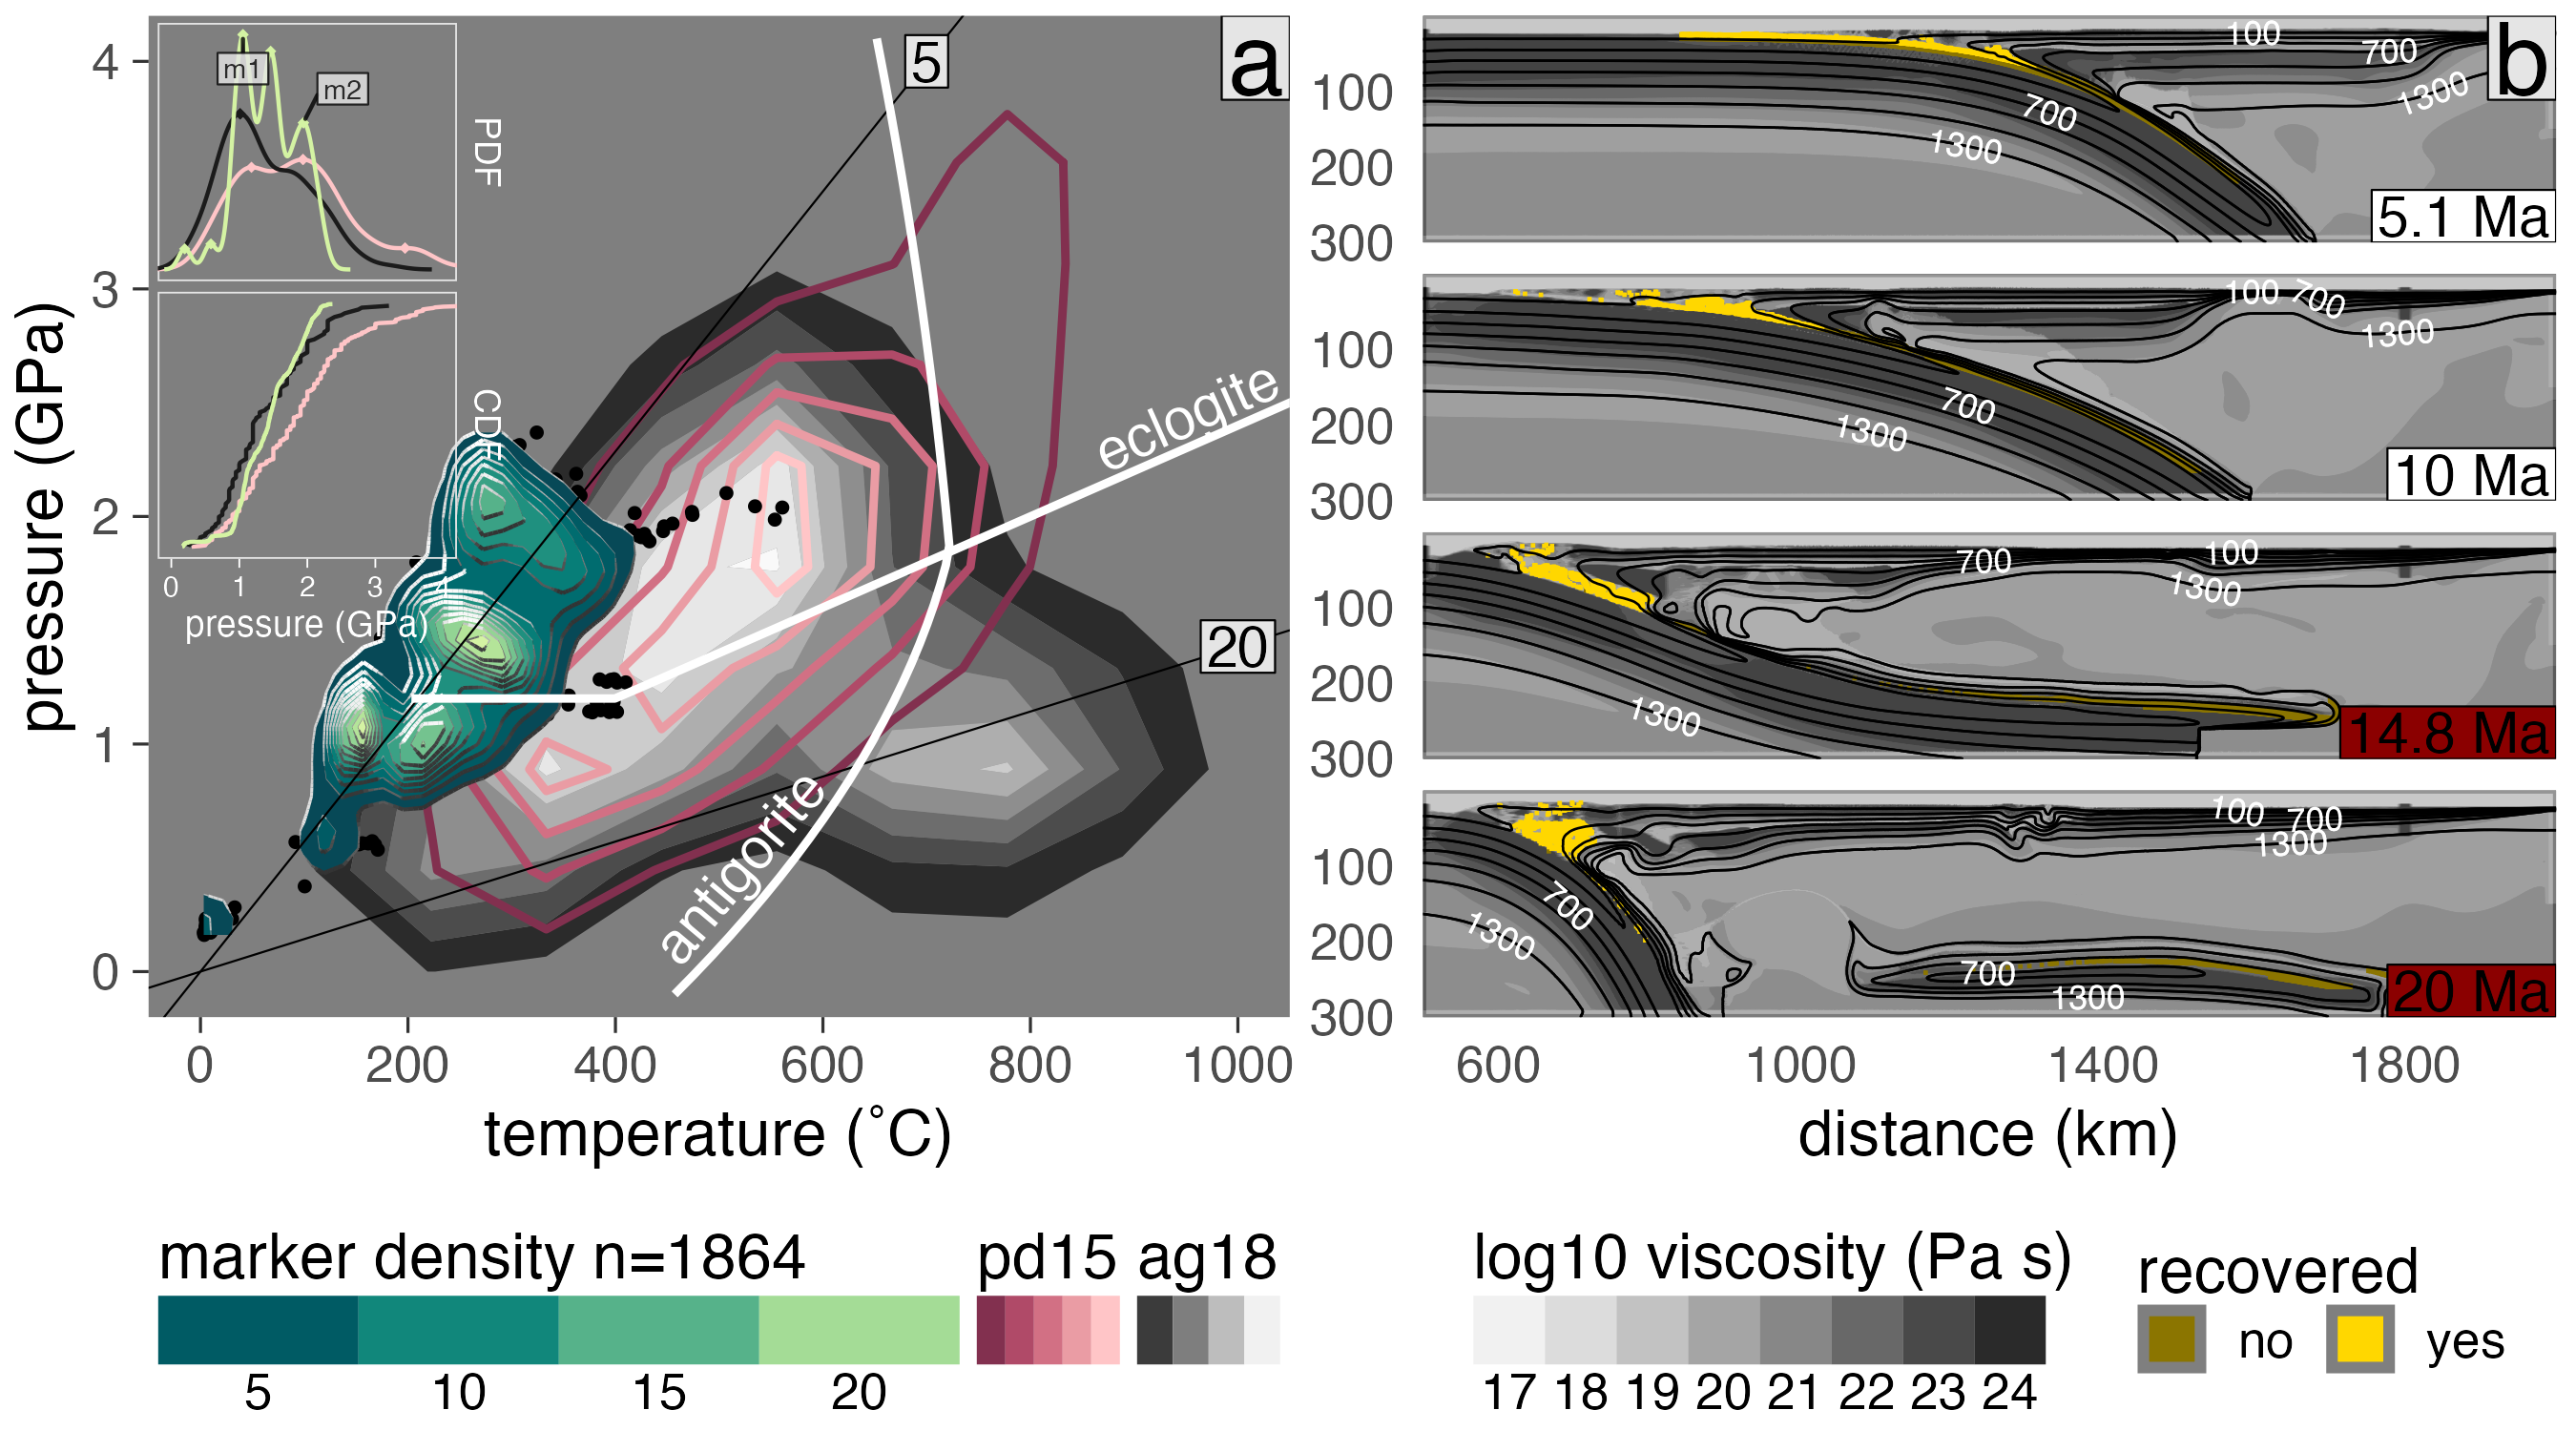 a
5
20
eclogite
antigorite
m1
m2
PDF
CDF
0 1 2 3 4
pressure (GPa)
pressure (GPa)
4
3
2
1
0
0 200 400 600 800 1000
temperature (˚C)
b
100
700
1300
700
1300
5.1 Ma
100
200
300
100 700
1300
700
1300
10 Ma
100
200
300
100
700
1300
1300
14.8 Ma
100
200
300
100
700
1300
700
1300
700
1300
20 Ma
100
200
300
600 1000 1400 1800
distance (km)
marker density n=1864
5 10 15 20
pd15 ag18
log10 viscosity (Pa s)
17 18 19 20 21 22 23 24
recovered
no yes